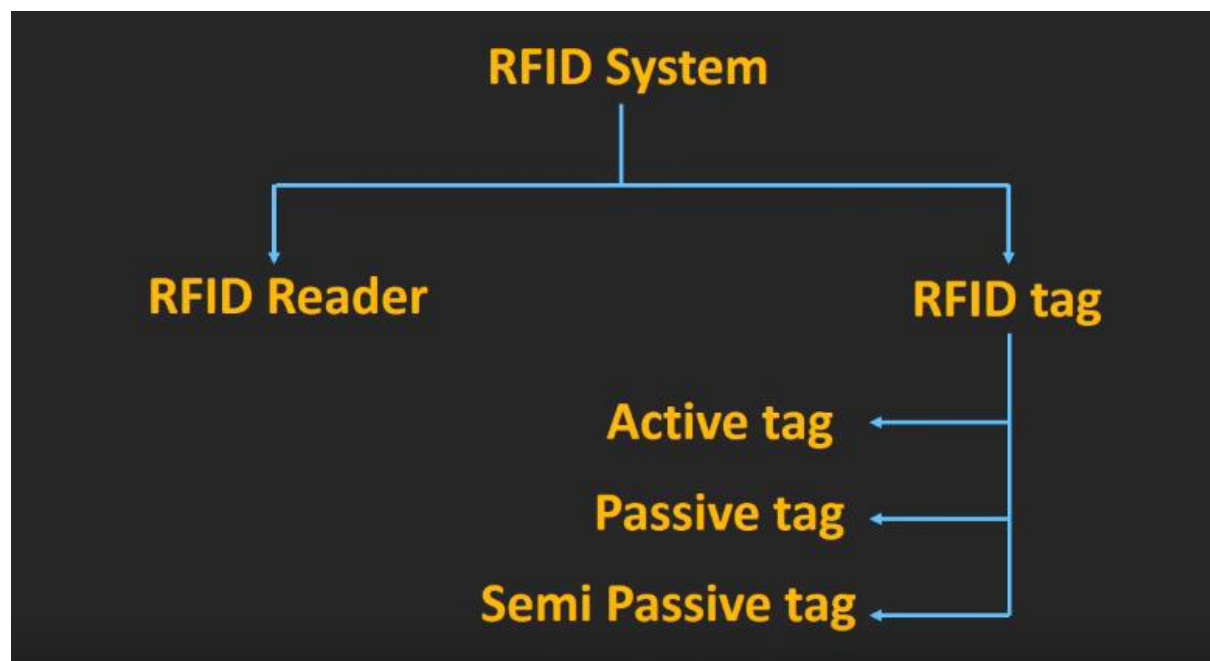 RFID System
RFID Reader
RFID tag
Active tag
Passive tag
Semi Passive tag